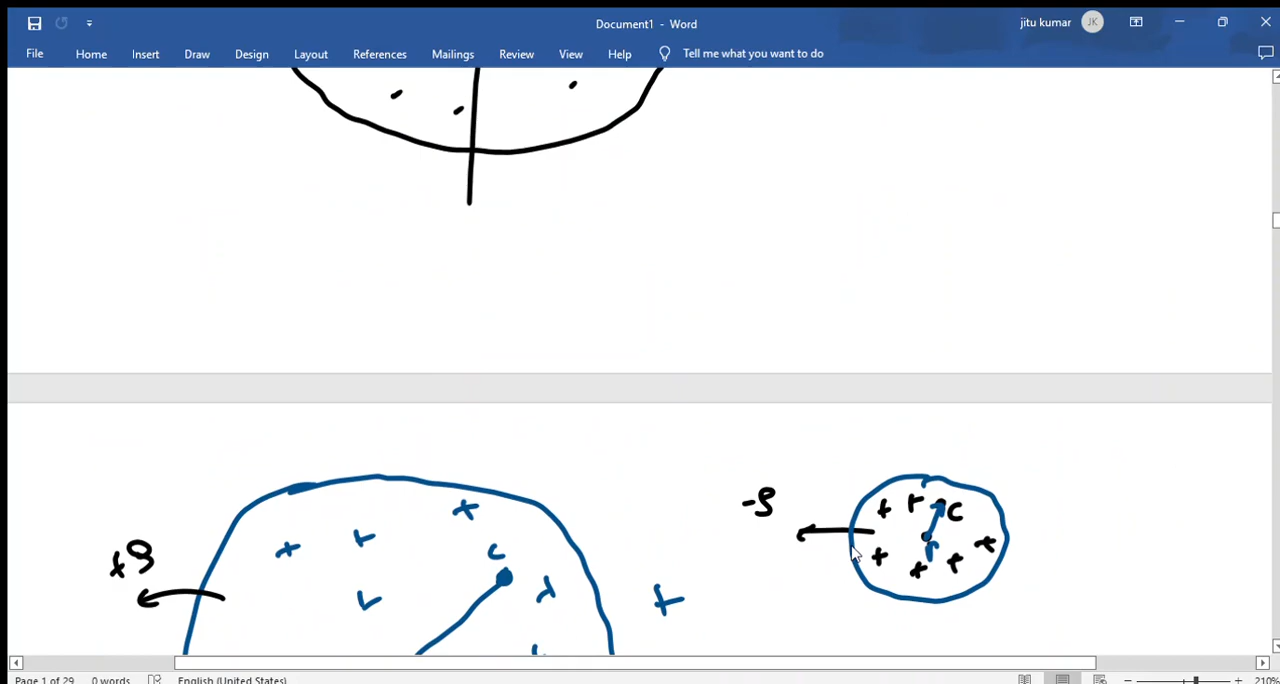 Document1 - Word
jitu kumar
JK
File Home Insert Draw Design Layout References Mailings Review View Help Tell me what you want to do
-ρ
+ + c
+ + + +
+ρ
+ + +
c
+
Page 1 of 29 0 words English (United States) 210%